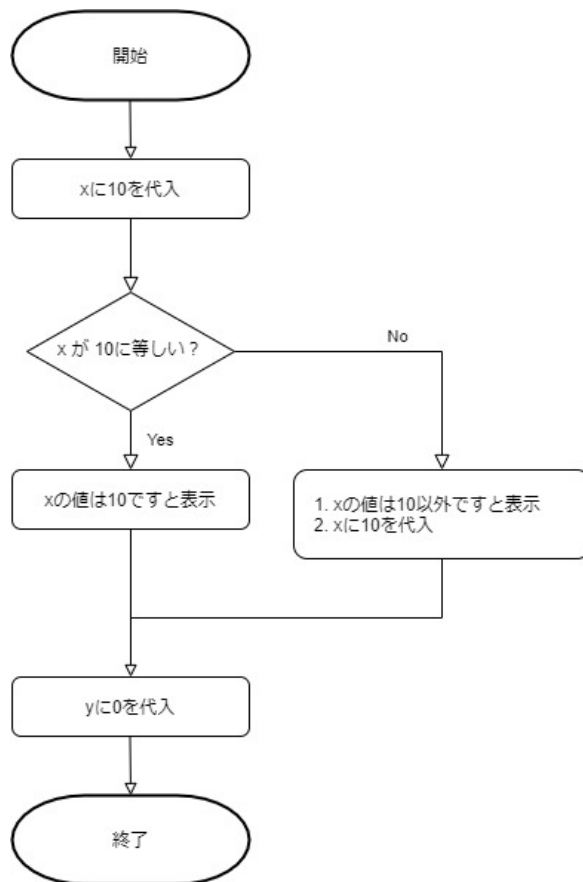 開始
xに10を代入
x が 10に等しい？
No
Yes
xの値は10ですと表示
1. xの値は10以外ですと表示
2. xに10を代入
yに0を代入
終了